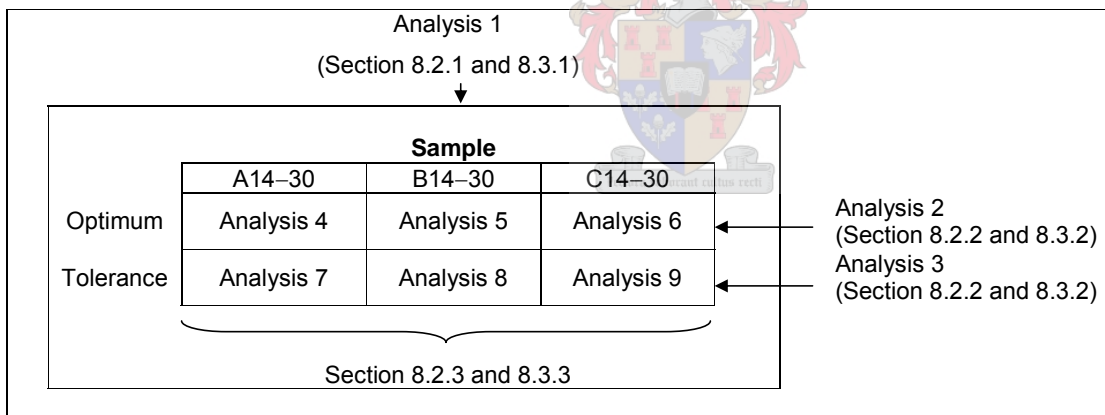 Analysis 1
(Section 8.2.1 and 8.3.1)
Sample
A14−30 B14−30 C14−30
Optimum Analysis 4 Analysis 5 Analysis 6
Analysis 2
(Section 8.2.2 and 8.3.2)
Tolerance Analysis 7 Analysis 8 Analysis 9
Analysis 3
(Section 8.2.2 and 8.3.2)
Section 8.2.3 and 8.3.3
cultus recti